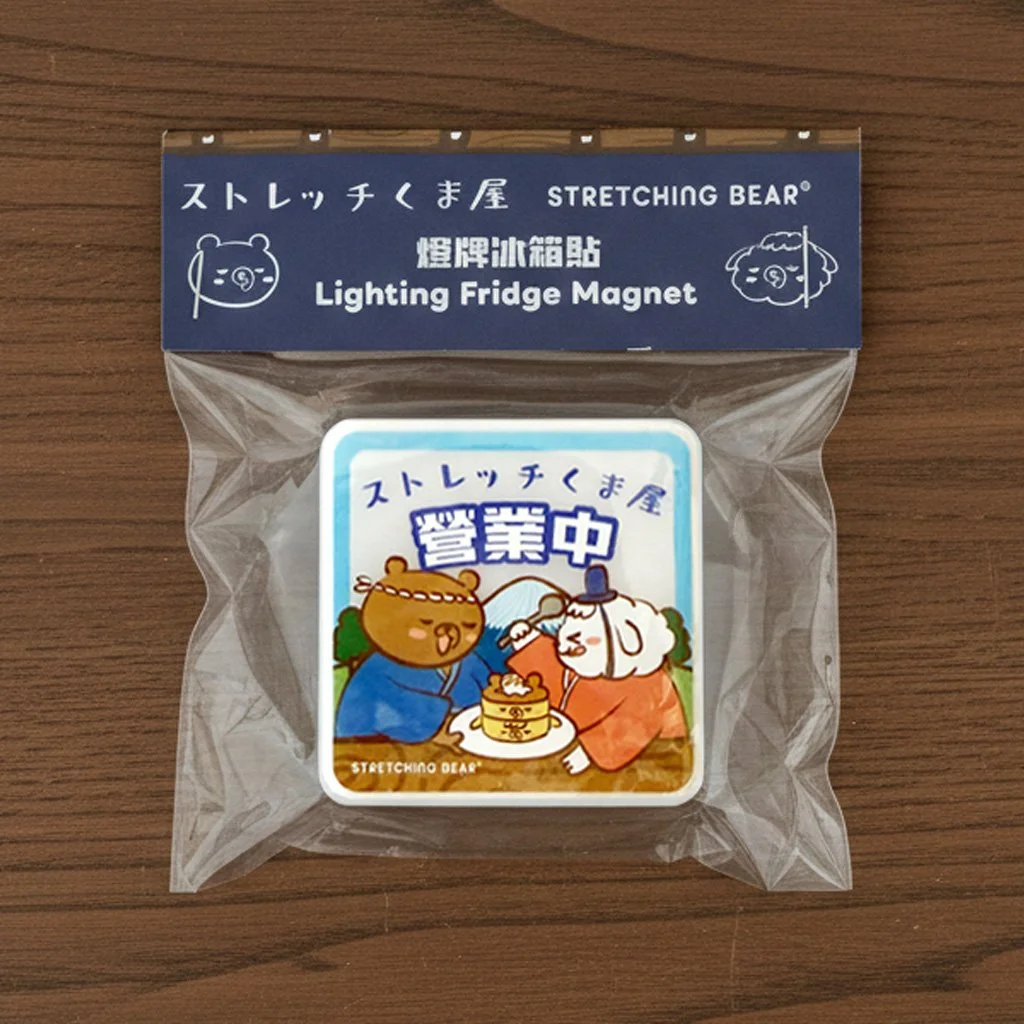 ストレッチくま屋 STRETCHING BEAR®
燈牌冰箱貼
Lighting Fridge Magnet
ストレッチくま屋
營業中
STRETCHING BEAR®